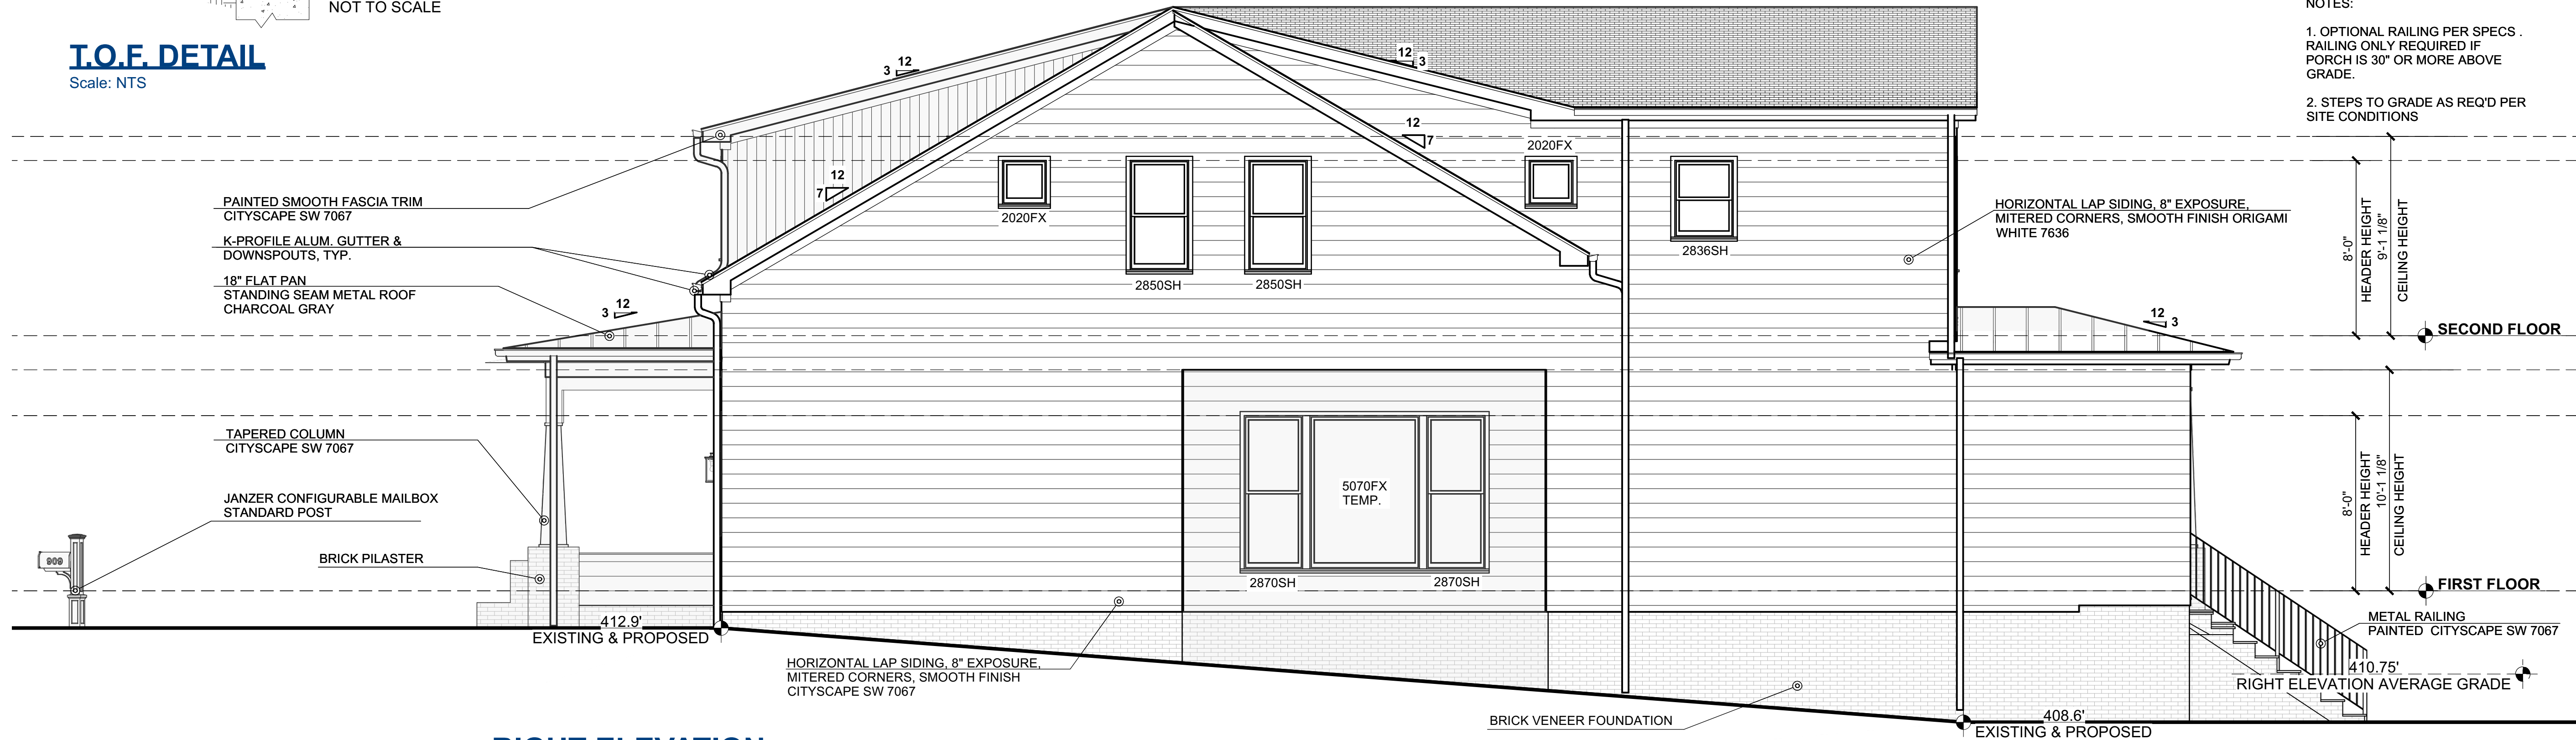 NOT TO SCALE
T.O.F. DETAIL
Scale: NTS
NOTES:
1. OPTIONAL RAILING PER SPECS .
RAILING ONLY REQUIRED IF
PORCH IS 30" OR MORE ABOVE
GRADE.
2. STEPS TO GRADE AS REQ'D PER
SITE CONDITIONS
12
3
12
3
12
7
12
7
12
3
12
3
PAINTED SMOOTH FASCIA TRIM
CITYSCAPE SW 7067
K-PROFILE ALUM. GUTTER &
DOWNSPOUTS, TYP.
18" FLAT PAN
STANDING SEAM METAL ROOF
CHARCOAL GRAY
TAPERED COLUMN
CITYSCAPE SW 7067
JANZER CONFIGURABLE MAILBOX
STANDARD POST
909
BRICK PILASTER
2020FX
2850SH
2850SH
2020FX
2836SH
HORIZONTAL LAP SIDING, 8" EXPOSURE,
MITERED CORNERS, SMOOTH FINISH ORIGAMI
WHITE 7636
8'-0"
HEADER HEIGHT
9'-1 1/8"
CEILING HEIGHT
SECOND FLOOR
5070FX
TEMP.
2870SH
2870SH
8'-0"
HEADER HEIGHT
10'-1 1/8"
CEILING HEIGHT
FIRST FLOOR
METAL RAILING
PAINTED CITYSCAPE SW 7067
412.9'
EXISTING & PROPOSED
HORIZONTAL LAP SIDING, 8" EXPOSURE,
MITERED CORNERS, SMOOTH FINISH
CITYSCAPE SW 7067
410.75'
RIGHT ELEVATION AVERAGE GRADE
BRICK VENEER FOUNDATION
408.6'
EXISTING & PROPOSED
RIGHT ELEVATION